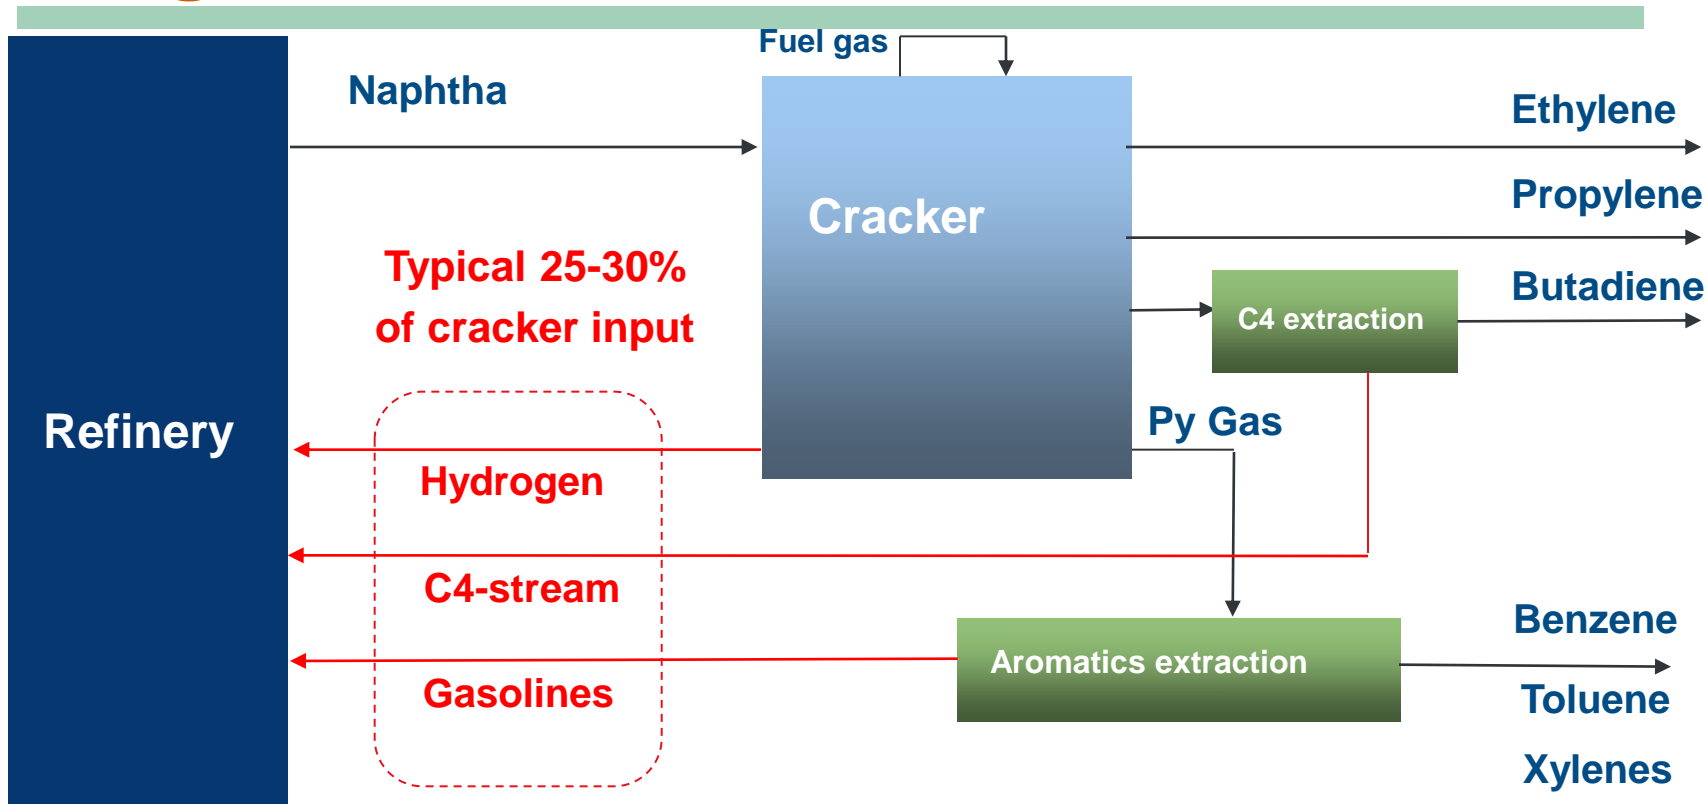 Fuel gas
Naphtha
Ethylene
Propylene
Cracker
Typical 25-30%
of cracker input
Butadiene
C4 extraction
Refinery
Py Gas
Hydrogen
C4-stream
Benzene
Aromatics extraction
Gasolines
Toluene
Xylenes